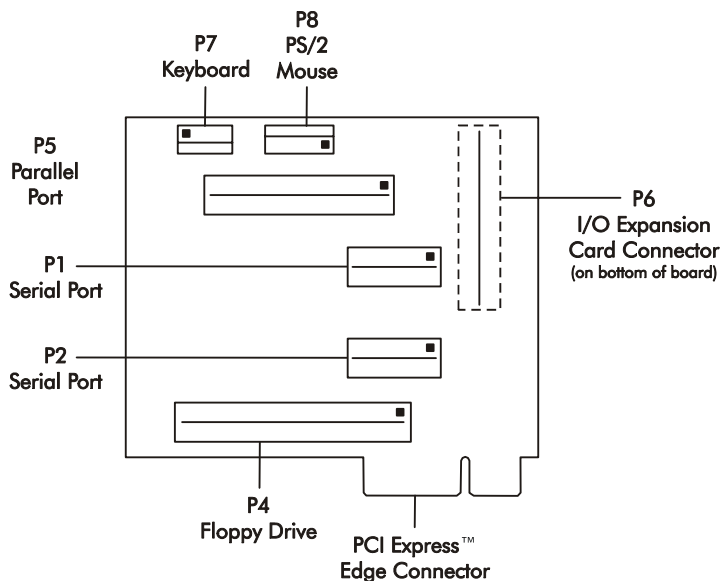 P8
PS/2
Mouse
P7
Keyboard
P5
Parallel
Port
P6
I/O Expansion
Card Connector
(on bottom of board)
P1
Serial Port
P2
Serial Port
P4
Floppy Drive
PCI Express™
Edge Connector